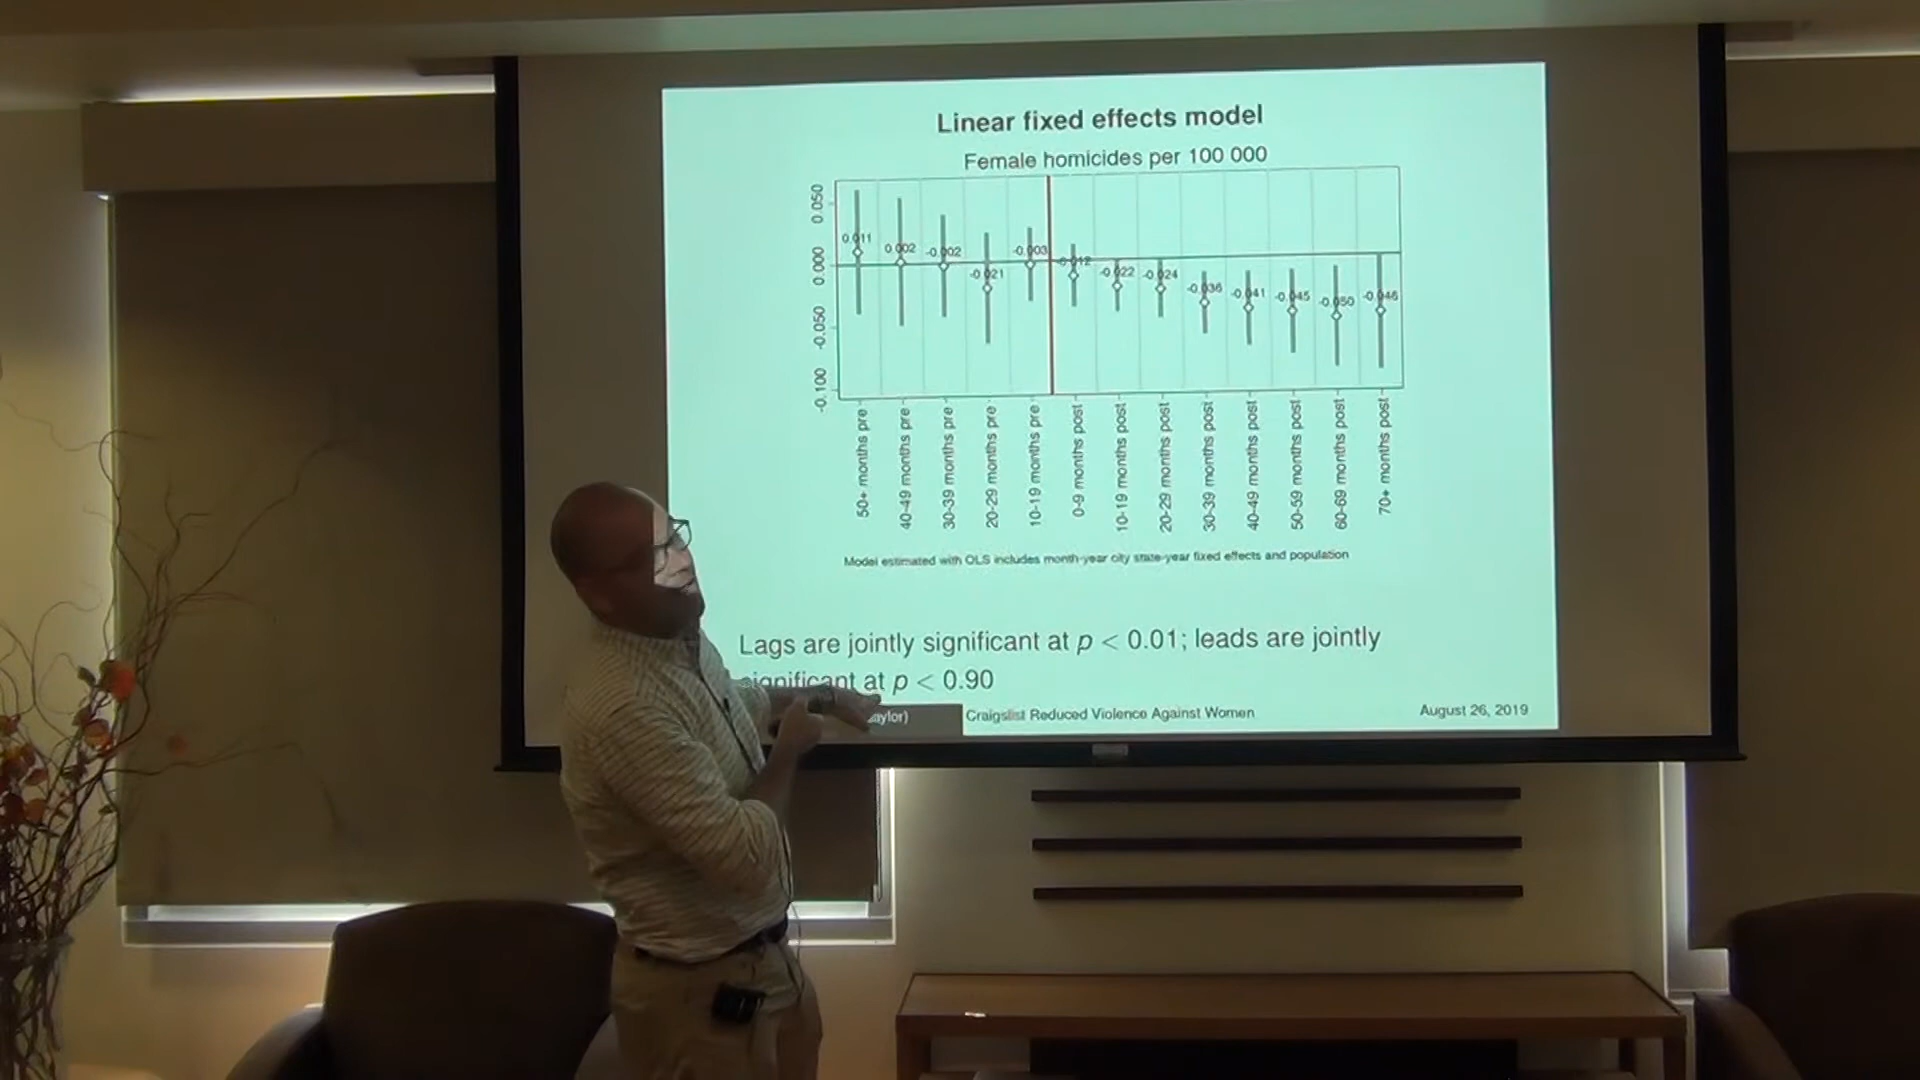 Linear fixed effects model
Female homicides per 100 000
0.050
0.000
-0.050
-0.100
0.011
0.002
-0.002
-0.021
-0.003
-0.012
-0.022
-0.024
-0.036
-0.041
-0.045
-0.050
-0.046
50+ months pre
40-49 months pre
30-39 months pre
20-29 months pre
10-19 months pre
0-9 months post
10-19 months post
20-29 months post
30-39 months post
40-49 months post
50-59 months post
60-69 months post
70+ months post
Model estimated with OLS includes month-year city state-year fixed effects and population
Lags are jointly significant at p < 0.01; leads are jointly
significant at p < 0.90
aylor)
Craigslist Reduced Violence Against Women
August 26, 2019